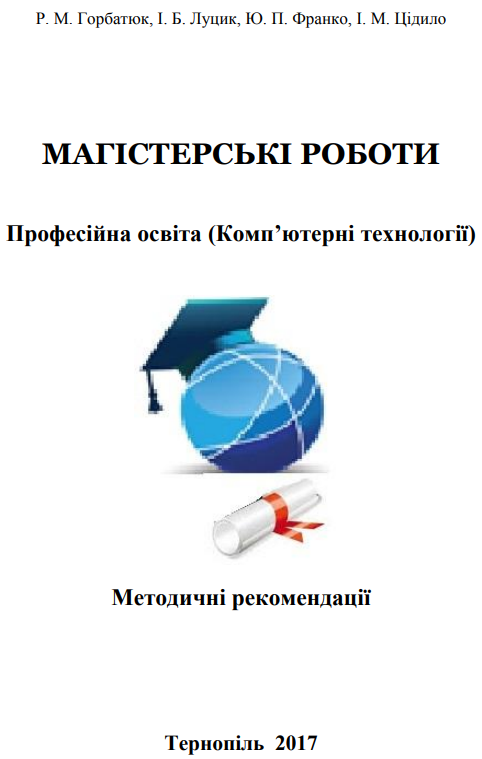 Р. М. Горбатюк, І. Б. Луцик, Ю. П. Франко, І. М. Цідило
МАГІСТЕРСЬКІ РОБОТИ
Професійна освіта (Комп’ютерні технології)
Методичні рекомендації
Тернопіль 2017